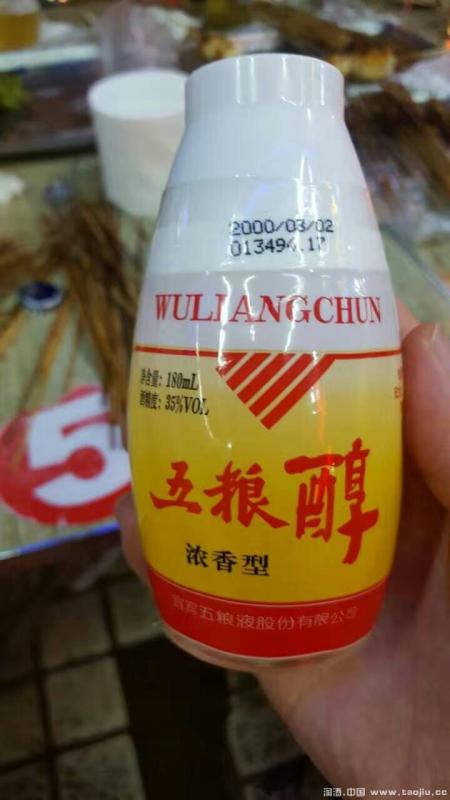 2000/03/02
013494.17
WULIANGCHUN
净含量：180mL
酒精度：35%VOL
五粮醇
浓香型
宜宾五粮液股份有限公司
5
淘酒.中国 www.taojiu.cc